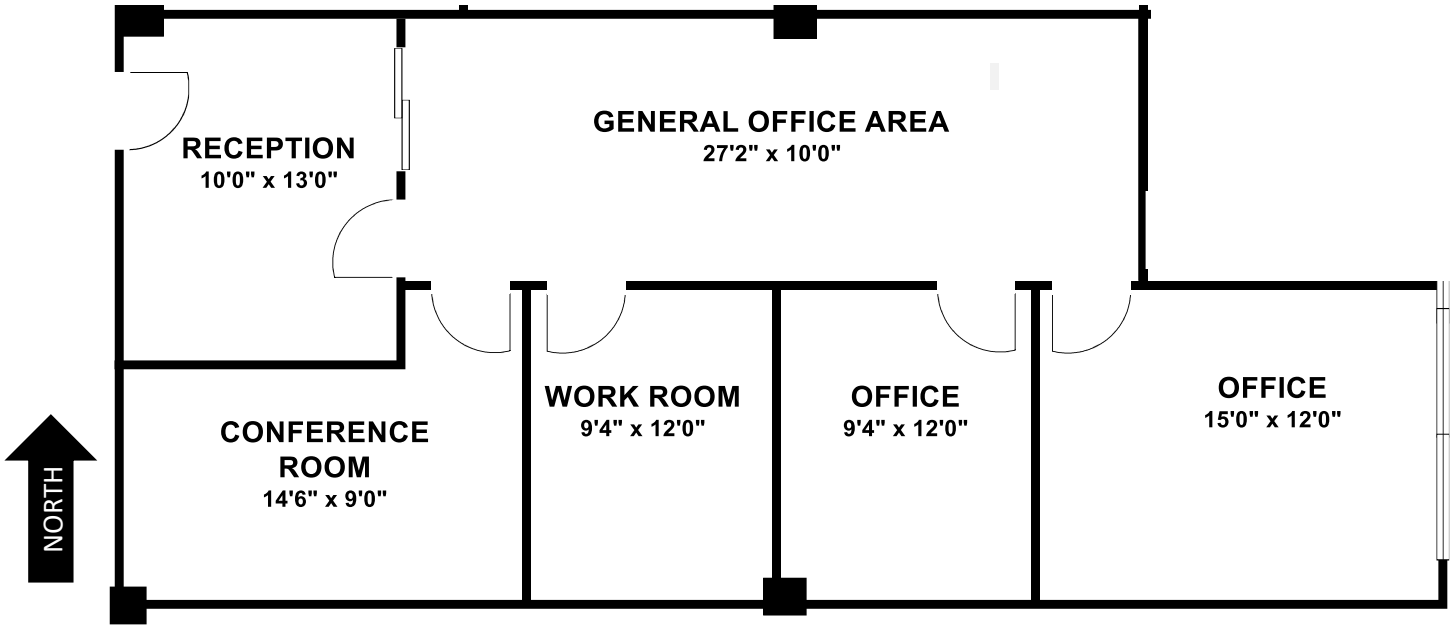 GENERAL OFFICE AREA
27'2" x 10'0"
RECEPTION
10'0" x 13'0"
WORK ROOM
9'4" x 12'0"
OFFICE
9'4" x 12'0"
OFFICE
15'0" x 12'0"
CONFERENCE
ROOM
14'6" x 9'0"
NORTH